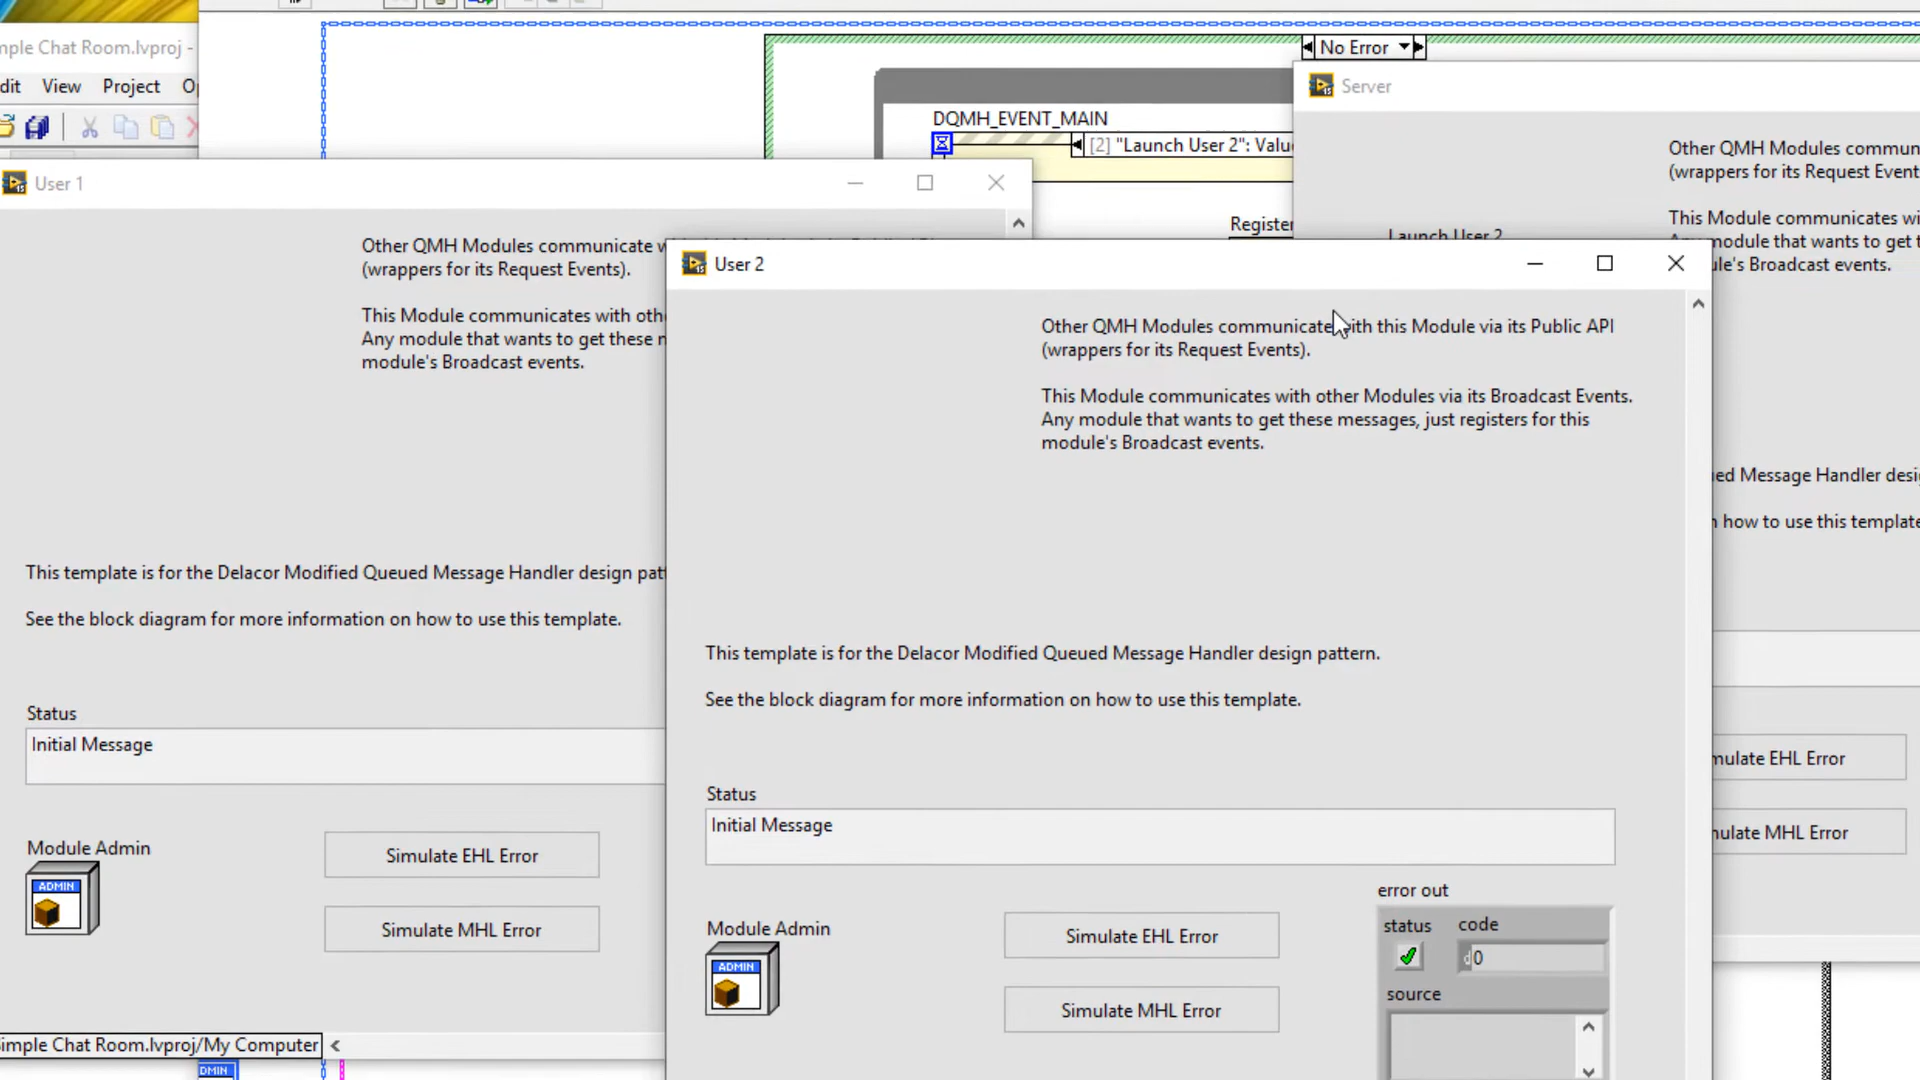 mple Chat Room.lvproj -
dit View Project O
No Error
Server
DQMH_EVENT_MAIN
[2] "Launch User 2": Valu
Other QMH Modules commun
(wrappers for its Request Event
This Module communicates wi
module that wants to get t
le's Broadcast events.
User 1
Register
Launch User 2
Other QMH Modules communicate w
(wrappers for its Request Events).
This Module communicates with oth
Any module that wants to get these n
module's Broadcast events.
User 2
Other QMH Modules communicate with this Module via its Public API
(wrappers for its Request Events).
This Module communicates with other Modules via its Broadcast Events.
Any module that wants to get these messages, just registers for this
module's Broadcast events.
ued Message Handler desig
how to use this template
This template is for the Delacor Modified Queued Message Handler design patt
See the block diagram for more information on how to use this template.
This template is for the Delacor Modified Queued Message Handler design pattern.
See the block diagram for more information on how to use this template.
Status
Initial Message
Status
Initial Message
mulate EHL Error
mulate MHL Error
Module Admin
ADMIN
Simulate EHL Error
Simulate MHL Error
Module Admin
ADMIN
Simulate EHL Error
Simulate MHL Error
error out
status code
d0
source
imple Chat Room.lvproj/My Computer
DMIN